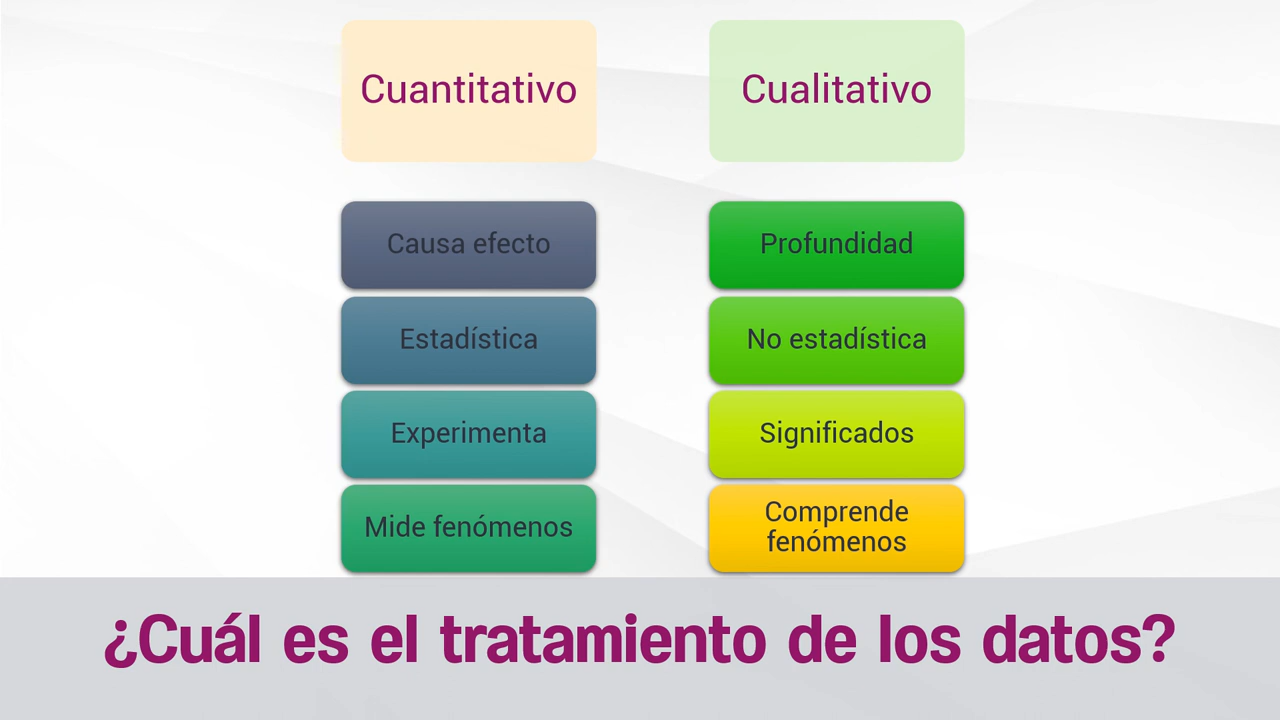 Cuantitativo
Cualitativo
Causa efecto
Profundidad
Estadística
No estadística
Experimenta
Significados
Mide fenómenos
Comprende
fenómenos
¿Cuál es el tratamiento de los datos?